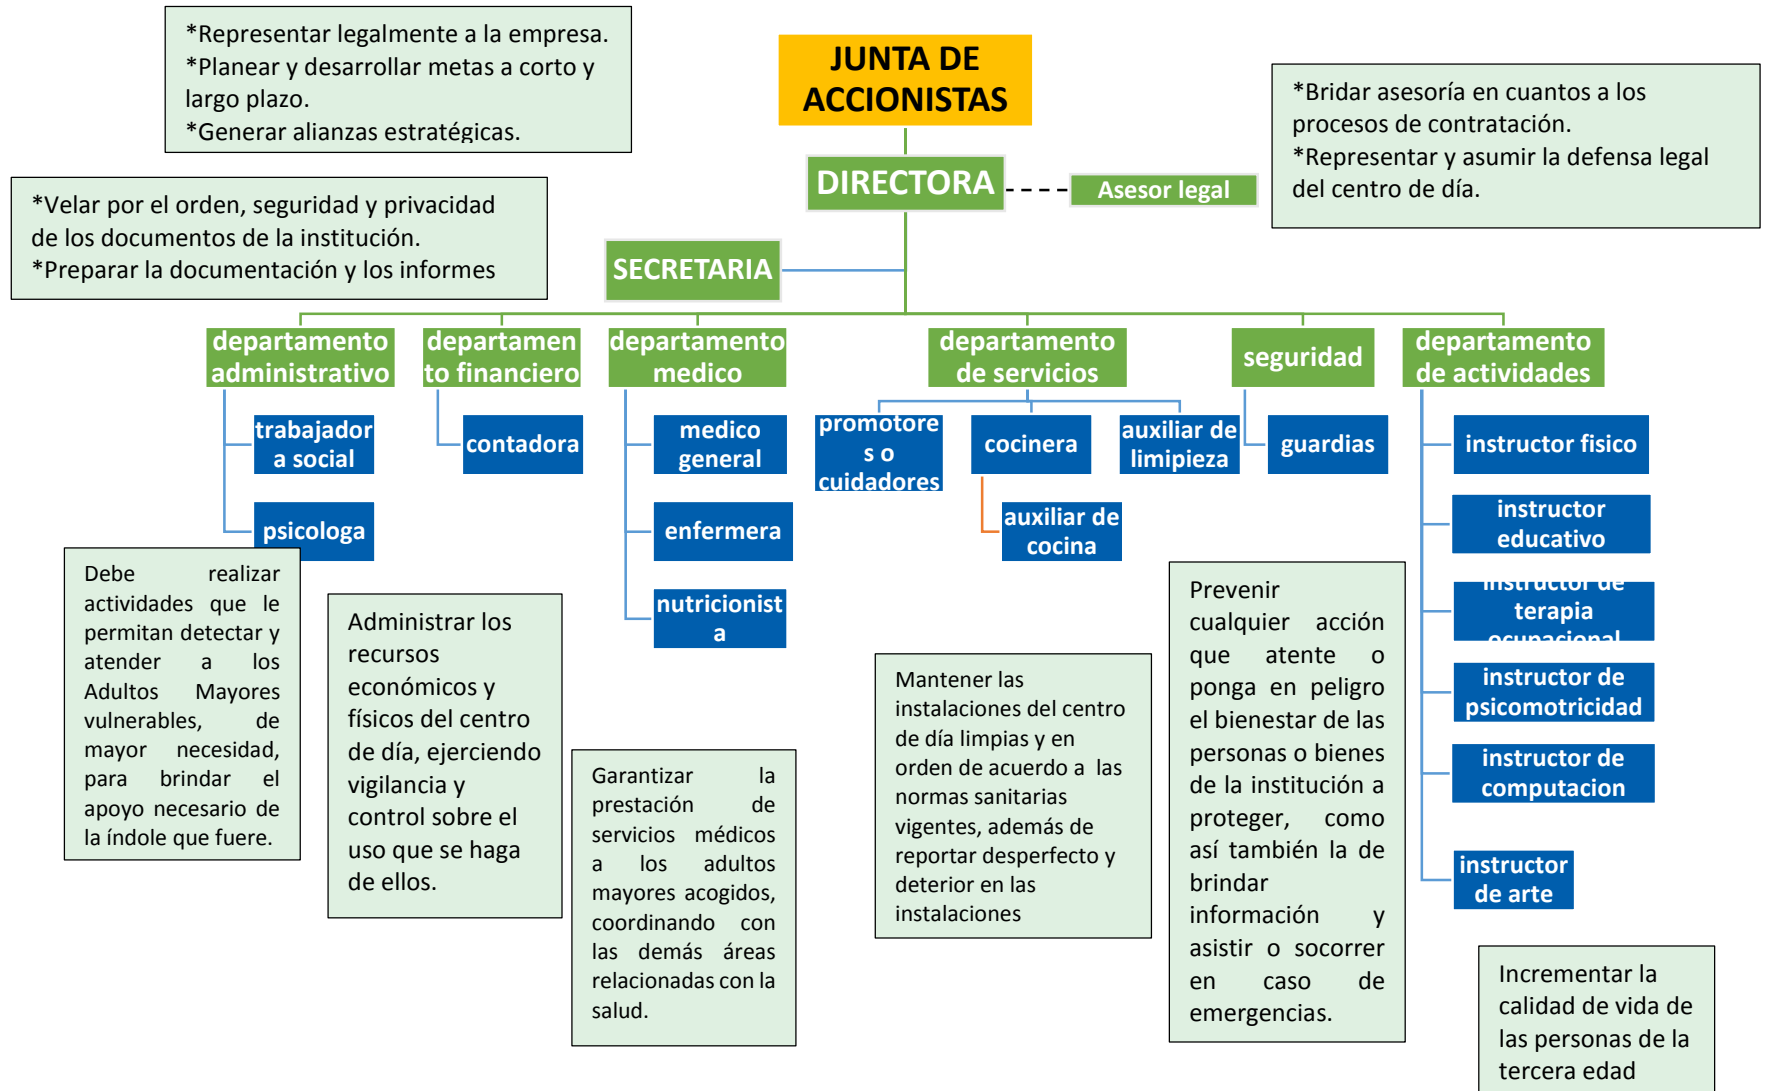 *Representar legalmente a la empresa.
*Planear y desarrollar metas a corto y
largo plazo.
*Generar alianzas estratégicas.
JUNTA DE
ACCIONISTAS
*Bridar asesoría en cuantos a los
procesos de contratación.
*Representar y asumir la defensa legal
del centro de día.
DIRECTORA
Asesor legal
*Velar por el orden, seguridad y privacidad
de los documentos de la institución.
*Preparar la documentación y los informes
SECRETARIA
departamento
administrativo
departamen
to financiero
departamento
medico
departamento
de servicios
seguridad
departamento
de actividades
trabajador
a social
contadora
medico
general
promotore
s o
cuidadores
cocinera
auxiliar de
limipieza
guardias
instructor fisico
psicologa
enfermera
auxiliar de
cocina
instructor
educativo
nutricionist
a
instructor de
terapia
ocupacional
instructor de
psicomotricidad
instructor de
computacion
instructor
de arte
Debe realizar
actividades que le
permitan detectar y
atender a los
Adultos Mayores
vulnerables, de
mayor necesidad,
para brindar el
apoyo necesario de
la índole que fuere.
Administrar los
recursos
económicos y
físicos del centro
de día, ejerciendo
vigilancia y
control sobre el
uso que se haga
de ellos.
Garantizar la
prestación de
servicios médicos
a los adultos
mayores acogidos,
coordinando con
las demás áreas
relacionadas con la
salud.
Mantener las
instalaciones del centro
de día limpias y en
orden de acuerdo a las
normas sanitarias
vigentes, además de
reportar desperfecto y
deterior en las
instalaciones
Prevenir
cualquier acción
que atente o
ponga en peligro
el bienestar de las
personas o bienes
de la institución a
proteger, como
así también la de
brindar
información y
asistir o socorrer
en caso de
emergencias.
Incrementar la
calidad de vida de
las personas de la
tercera edad